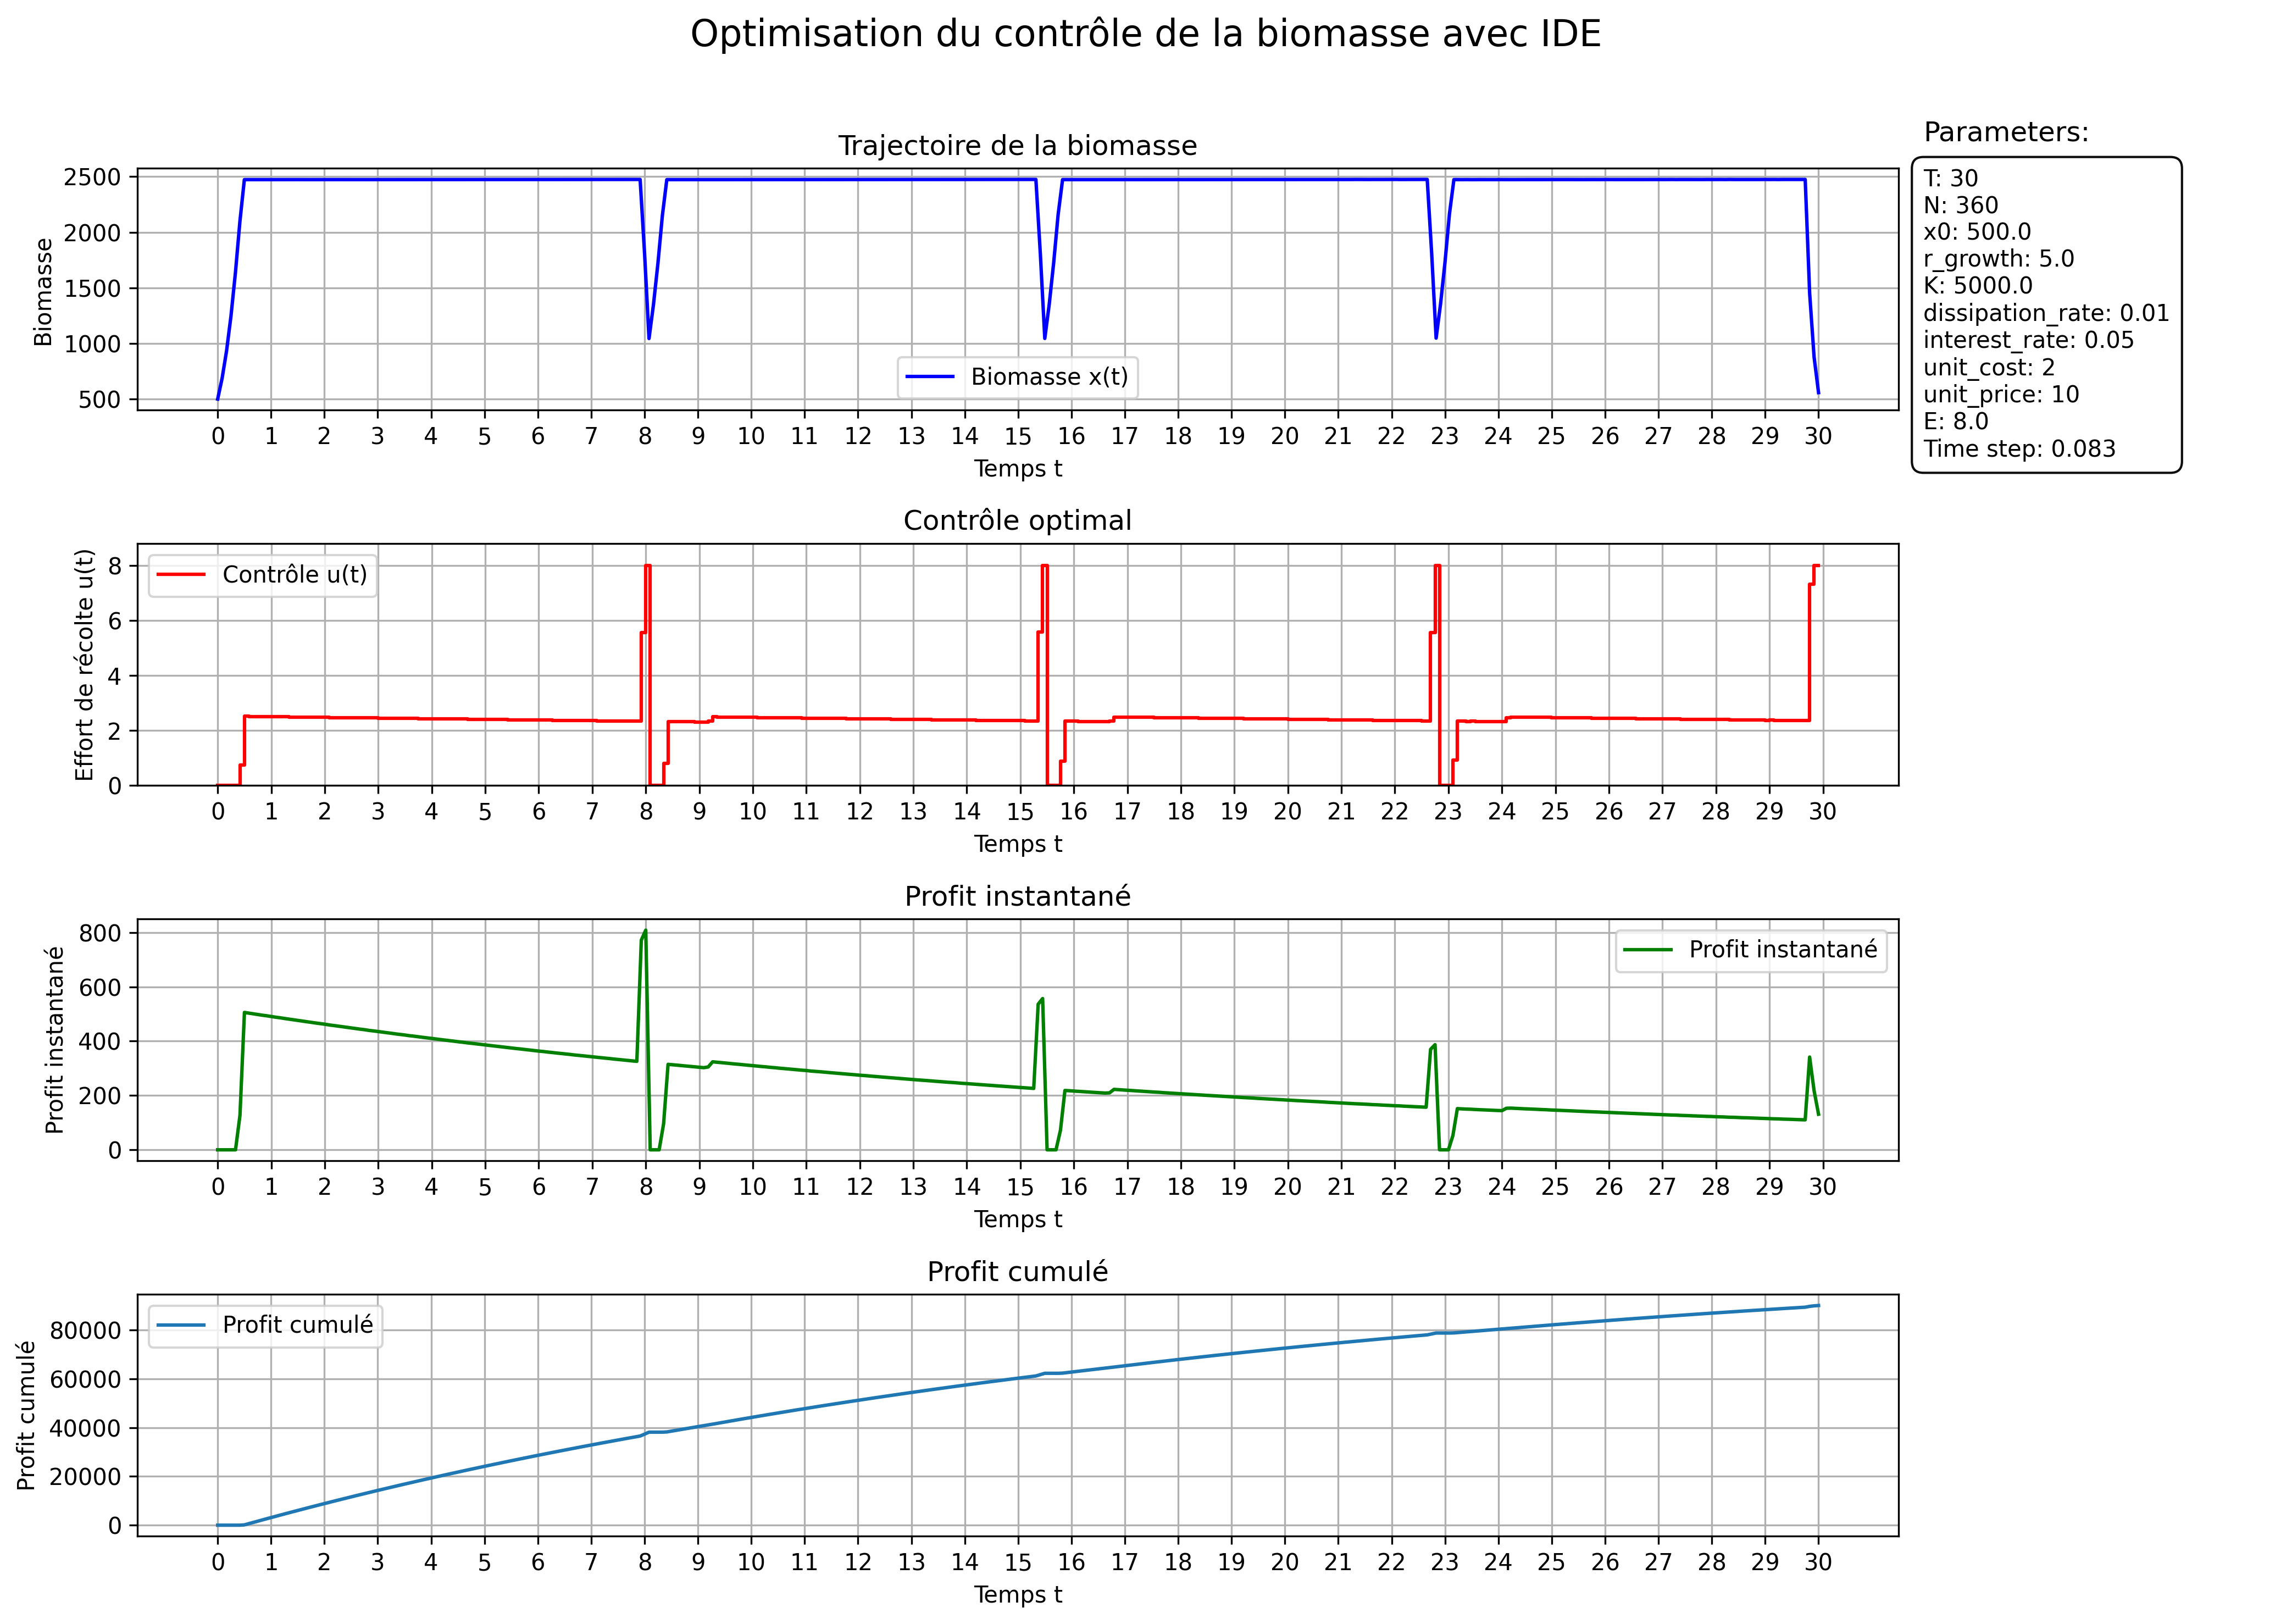 Optimisation du contrôle de la biomasse avec IDE
Trajectoire de la biomasse
Biomasse
2500
2000
1500
1000
500
Biomasse x(t)
0 1 2 3 4 5 6 7 8 9 10 11 12 13 14 15 16 17 18 19 20 21 22 23 24 25 26 27 28 29 30
Temps t
Parameters:
T: 30
N: 360
x0: 500.0
r_growth: 5.0
K: 5000.0
dissipation_rate: 0.01
interest_rate: 0.05
unit_cost: 2
unit_price: 10
E: 8.0
Time step: 0.083
Contrôle optimal
Effort de récolte u(t)
8
6
4
2
0
Contrôle u(t)
0 1 2 3 4 5 6 7 8 9 10 11 12 13 14 15 16 17 18 19 20 21 22 23 24 25 26 27 28 29 30
Temps t
Profit instantané
Profit instantané
800
600
400
200
0
Profit instantané
0 1 2 3 4 5 6 7 8 9 10 11 12 13 14 15 16 17 18 19 20 21 22 23 24 25 26 27 28 29 30
Temps t
Profit cumulé
Profit cumulé
80000
60000
40000
20000
0
Profit cumulé
0 1 2 3 4 5 6 7 8 9 10 11 12 13 14 15 16 17 18 19 20 21 22 23 24 25 26 27 28 29 30
Temps t